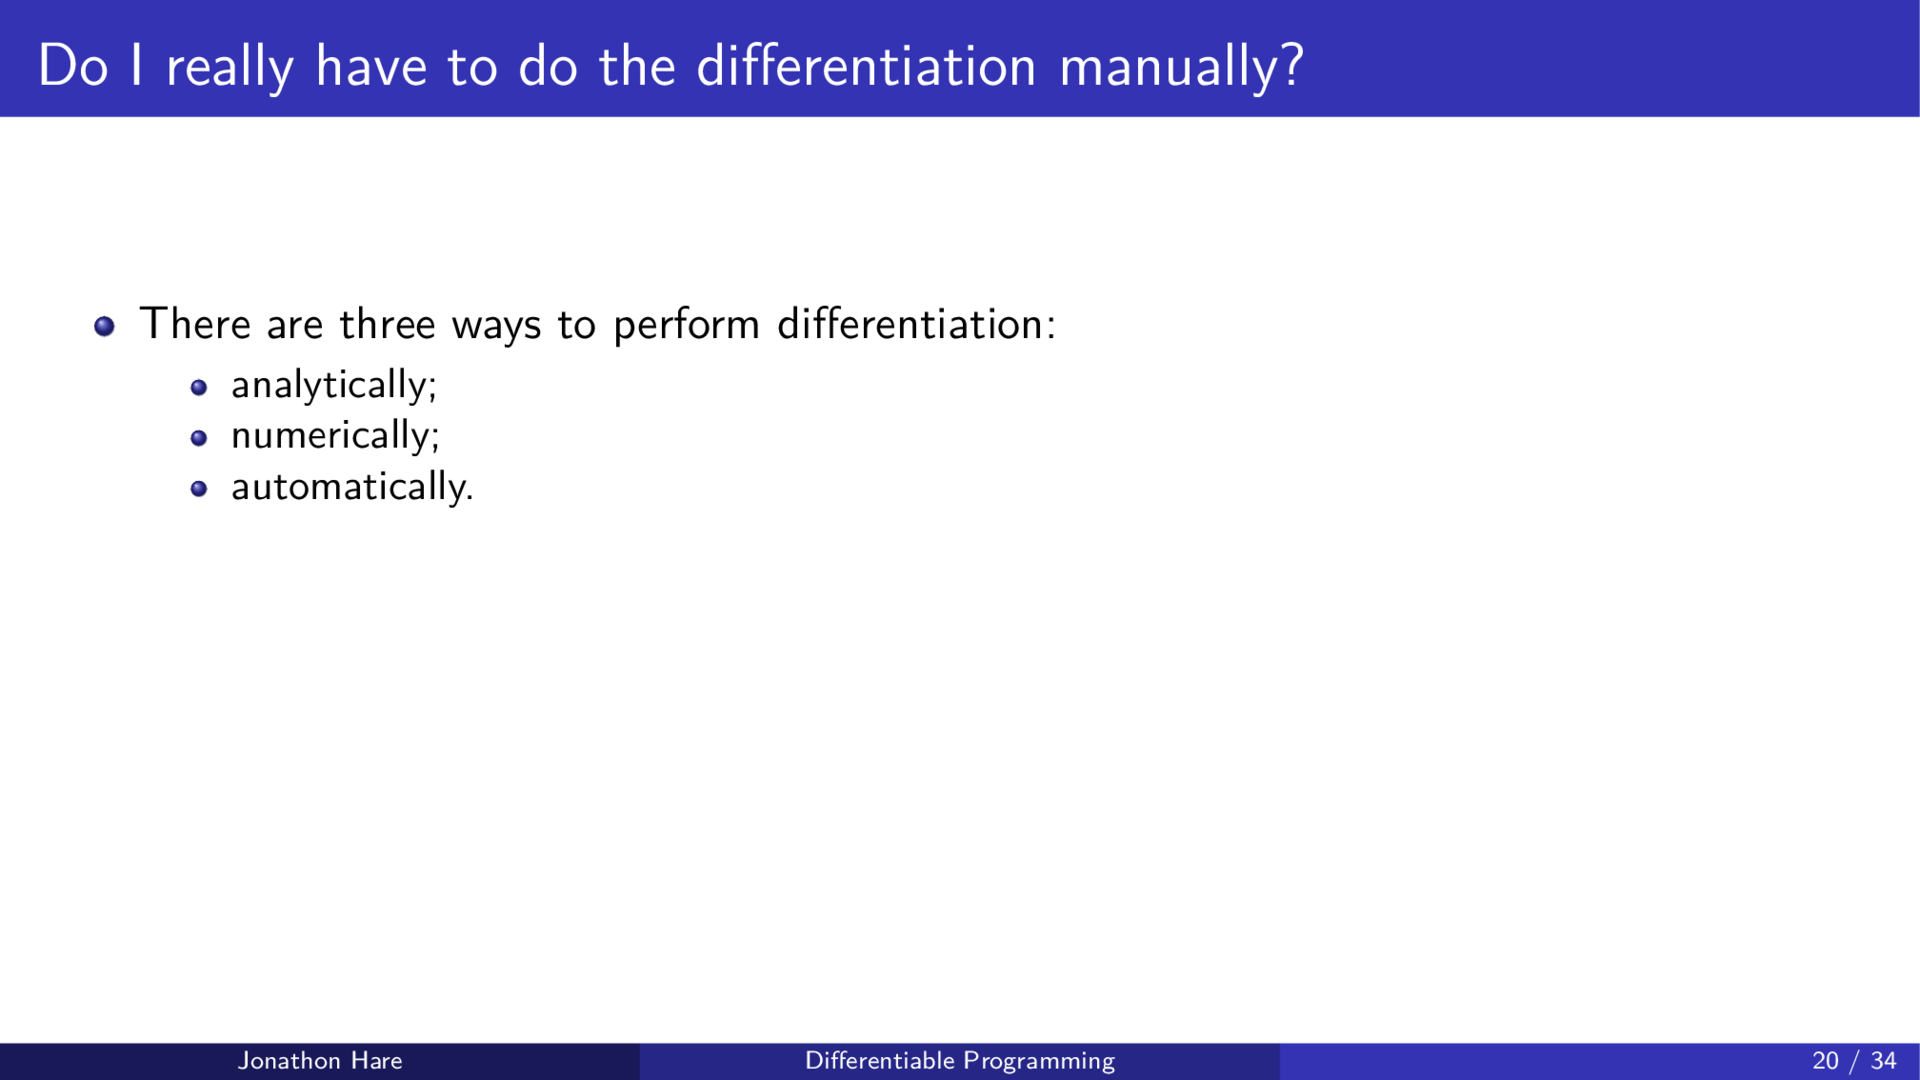 Do I really have to do the differentiation manually?
There are three ways to perform differentiation:
analytically;
numerically;
automatically.
Jonathon Hare
Differentiable Programming
20 / 34